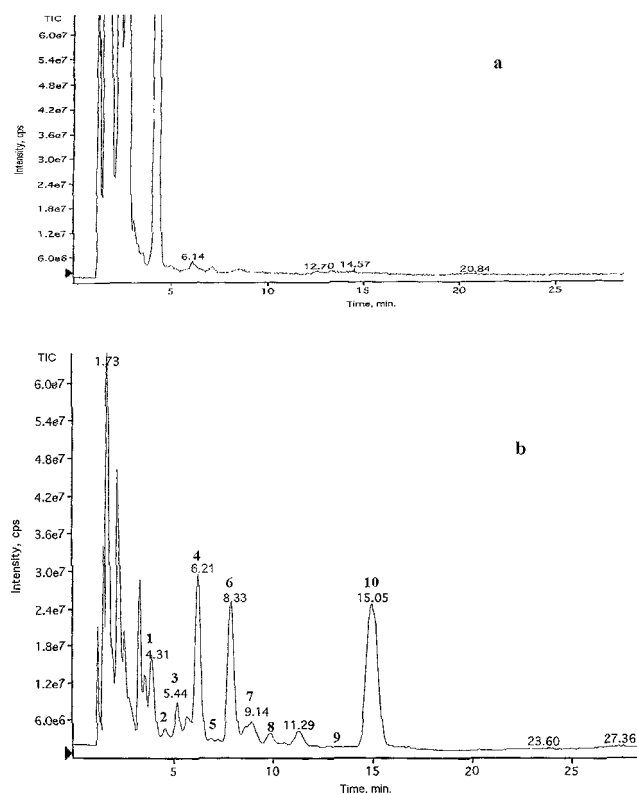 TIC
6.0e7
5.4e7
4.8e7
4.2e7
3.6e7
3.0e7
2.4e7
1.8e7
1.2e7
6.0e6
Intensity, cps
a
6.14
12.70
14.57
20.84
5
10
15
20
25
Time, min.
TIC
6.0e7
5.4e7
4.8e7
4.2e7
3.6e7
3.0e7
2.4e7
1.8e7
1.2e7
6.0e6
Intensity, cps
b
1.73
1
4.31
2
3
5.44
4
6.21
5
6
8.33
7
9.14
8
11.29
9
10
15.05
23.60
27.36
5
10
15
20
25
Time, min.